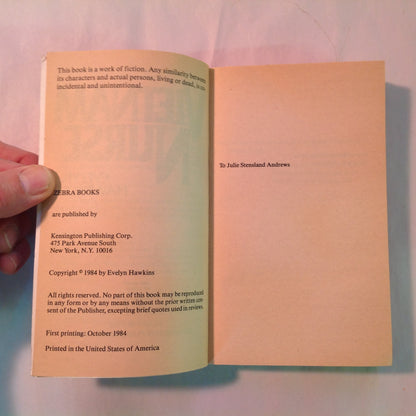 This book is a work of fiction. Any similarity between
its characters and actual persons, living or dead, is
incidental and unintentional.
ZEBRA BOOKS
are published by
Kensington Publishing Corp.
475 Park Avenue South
New York, N.Y. 10016
Copyright © 1984 by Evelyn Hawkins
All rights reserved. No part of this book may be reproduced
in any form or by any means without the prior written con-
sent of the Publisher, excepting brief quotes used in reviews.
First printing: October 1984
Printed in the United States of America
To Julie Stensland Andrews